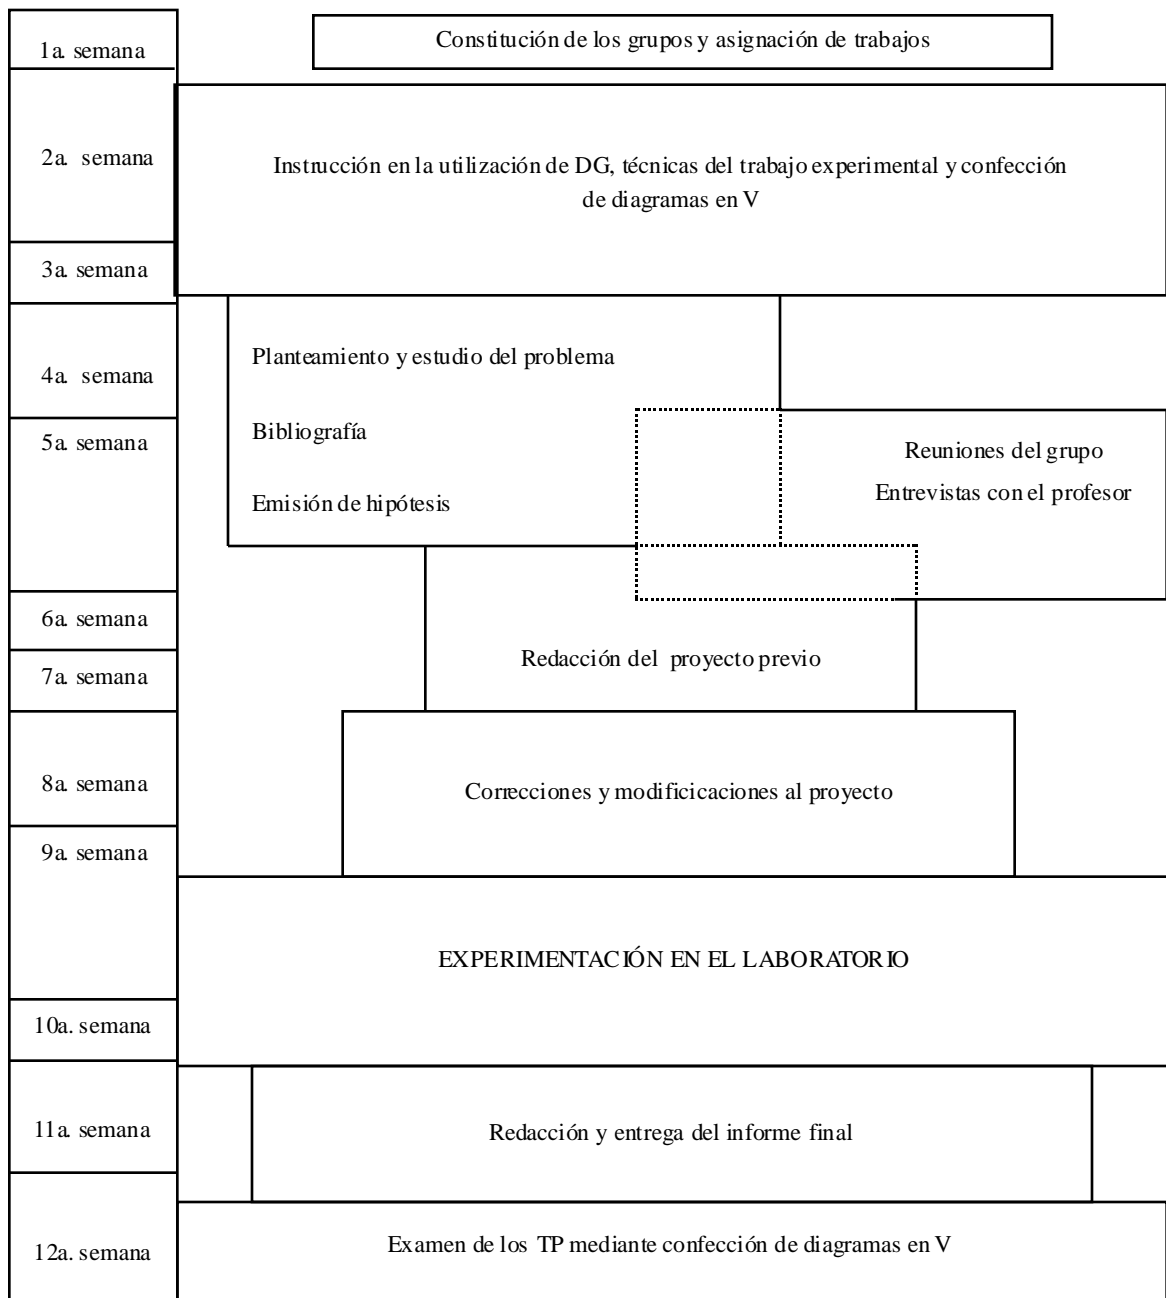 1a. semana
Constitución de los grupos y asignación de trabajos
2a. semana
Instrucción en la utilización de DG, técnicas del trabajo experimental y confección
de diagramas en V
3a. semana
Planteamiento y estudio del problema
4a. semana
Bibliografía
5a. semana
Reuniones del grupo
Entrevistas con el profesor
Emisión de hipótesis
6a. semana
Redacción del proyecto previo
7a. semana
8a. semana
Correcciones y modificicaciones al proyecto
9a. semana
EXPERIMENTACIÓN EN EL LABORATORIO
10a. semana
11a. semana
Redacción y entrega del informe final
12a. semana
Examen de los TP mediante confección de diagramas en V